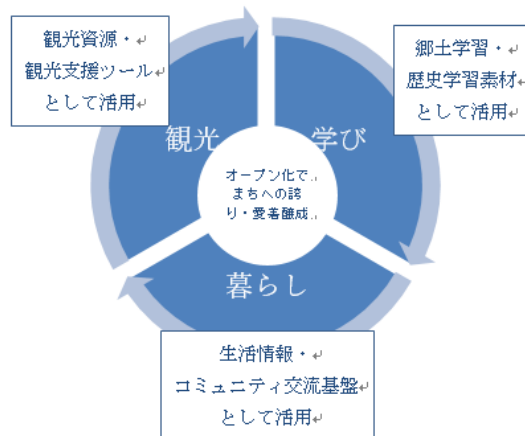 観光資源・
観光支援ツール
として活用
郷土学習・
歴史学習素材
として活用
観光
学び
オープン化で
まちへの誇
り・愛着醸成
暮らし
生活情報・
コミュニティ交流基盤
として活用